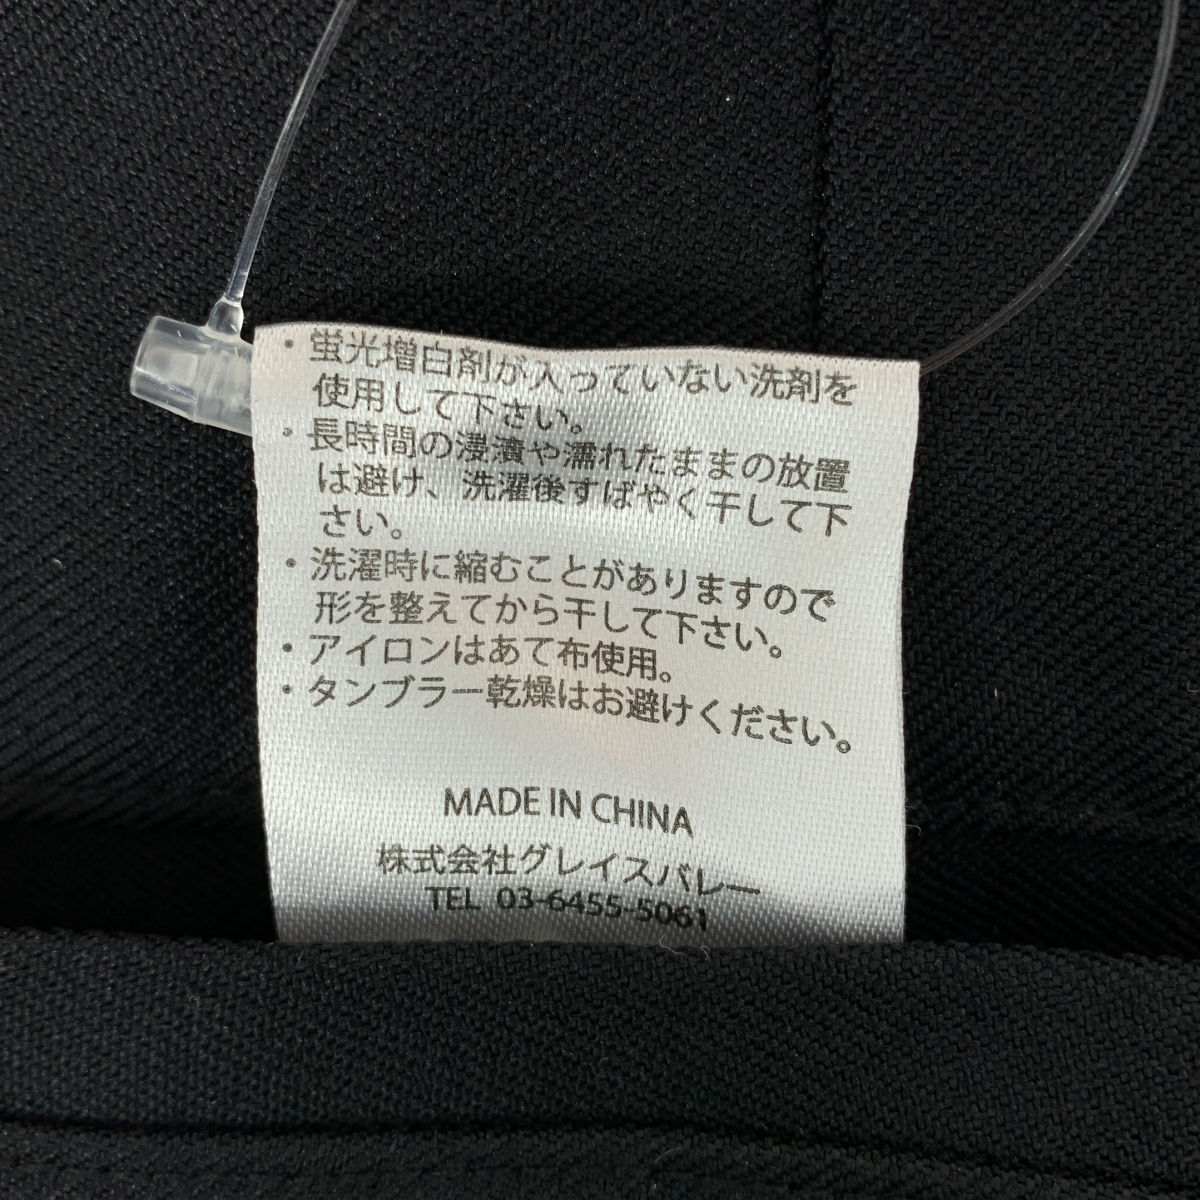 ・蛍光増白剤が入っていない洗剤を
使用して下さい。
・長時間の浸漬や濡れたままの放置
は避け、洗濯後すばやく干して下
さい。
・洗濯時に縮むことがありますので
形を整えてから干して下さい。
・アイロンはあて布使用。
・タンブラー乾燥はお避けください。
MADE IN CHINA
株式会社グレイスバレー
TEL 03-6455-5061